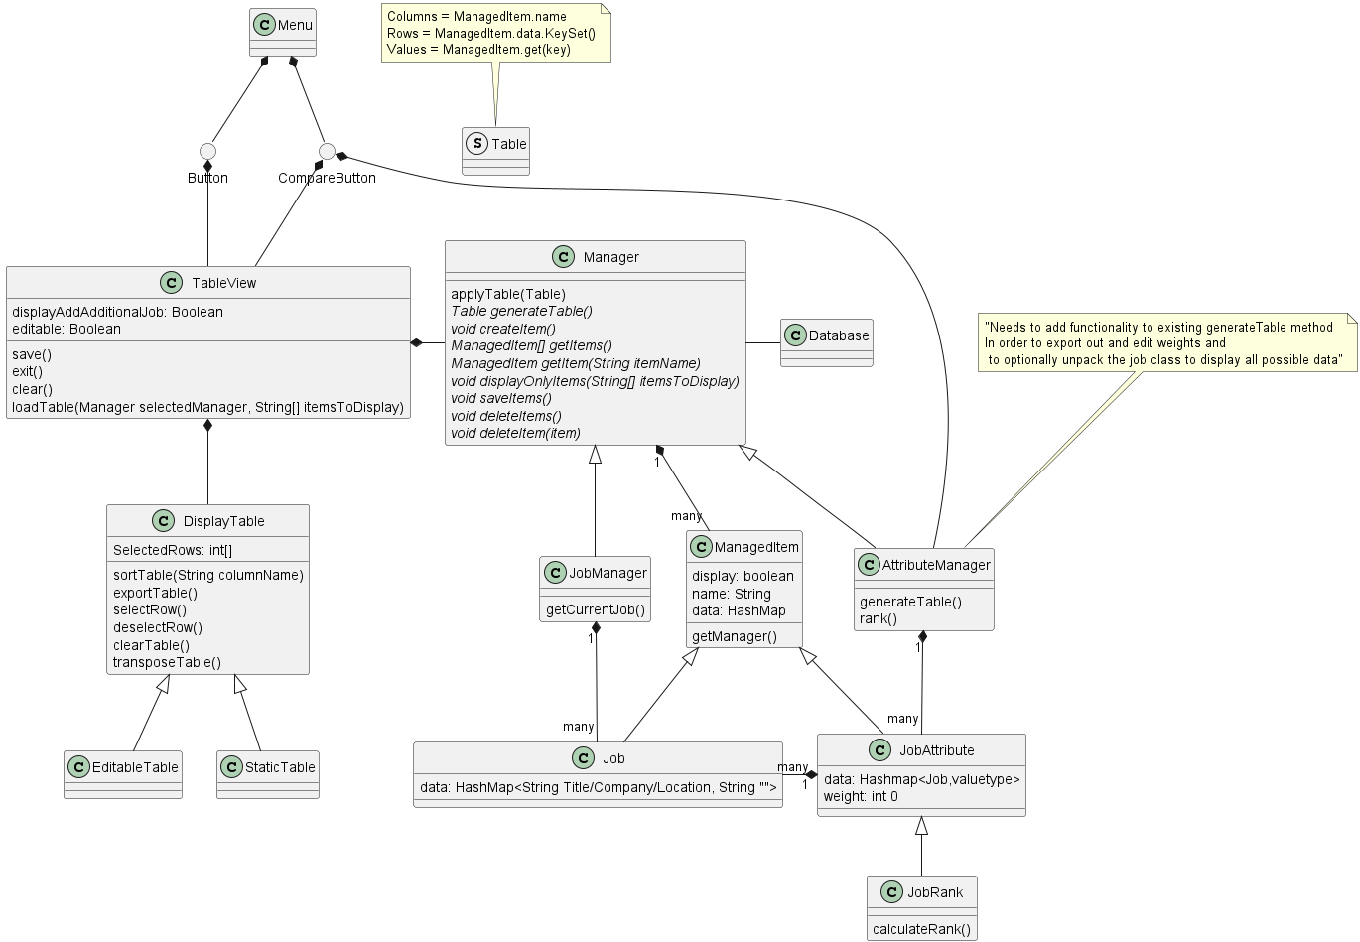 C Menu
Columns = ManagedItem.name
Rows = ManagedItem.data.KeySet()
Values = ManagedItem.get(key)
S Table
Button
CompareButton
C TableView
displayAddAdditionalJob: Boolean
editable: Boolean
save()
exit()
clear()
loadTable(Manager selectedManager, String[] itemsToDisplay)
C Manager
applyTable(Table)
Table generateTable()
void createItem()
ManagedItem[] getItems()
ManagedItem getItem(String itemName)
void displayOnlyItems(String[] itemsToDisplay)
void saveItems()
void deleteItems()
void deleteItem(item)
C Database
"Needs to add functionality to existing generateTable method
In order to export out and edit weights and
to optionally unpack the job class to display all possible data"
1
many
C DisplayTable
SelectedRows: int[]
sortTable(String columnName)
exportTable()
selectRow()
deselectRow()
clearTable()
transposeTable()
C JobManager
getCurrentJob()
C ManagedItem
display: boolean
name: String
data: HashMap
getManager()
C AttributeManager
generateTable()
rank()
1
many
1
many
C EditableTable
C StaticTable
C Job
data: HashMap<String Title/Company/Location, String "">
many
1
C JobAttribute
data: Hashmap<Job,valuetype>
weight: int 0
C JobRank
calculateRank()